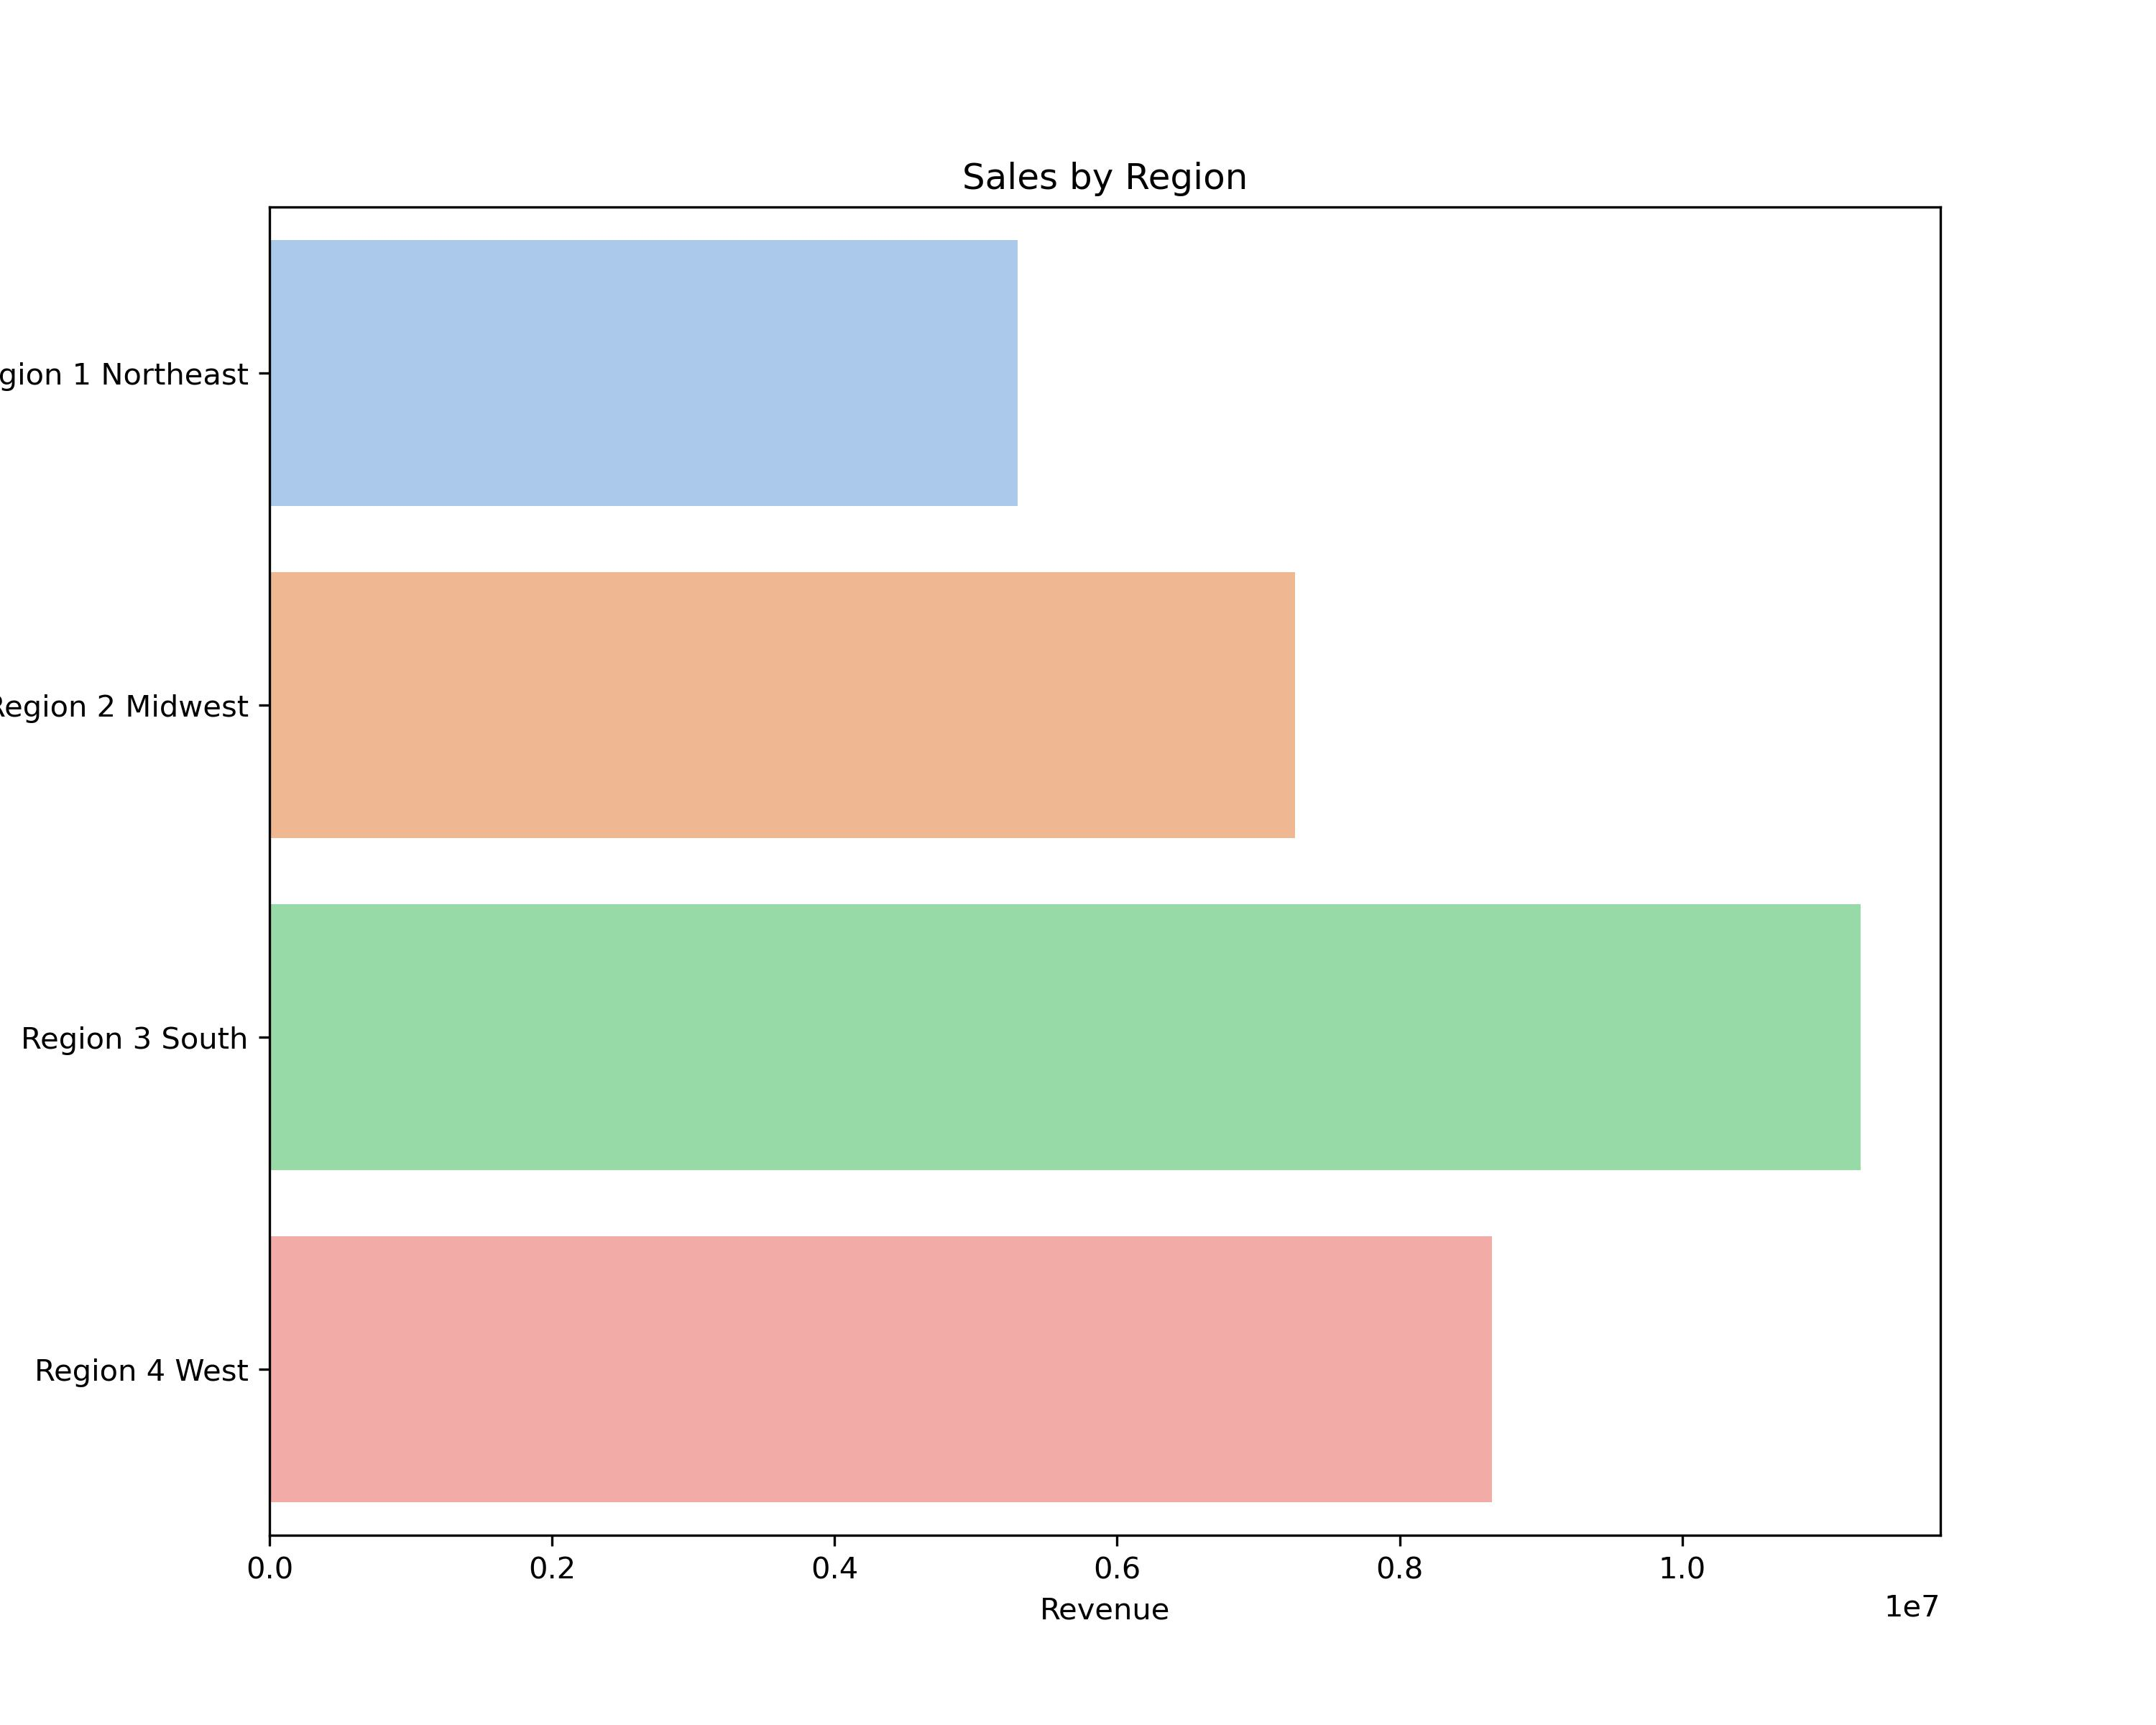 Sales by Region
gion 1 Northeast
Region 2 Midwest
Region 3 South
Region 4 West
0.0 0.2 0.4 0.6 0.8 1.0
Revenue
1e7